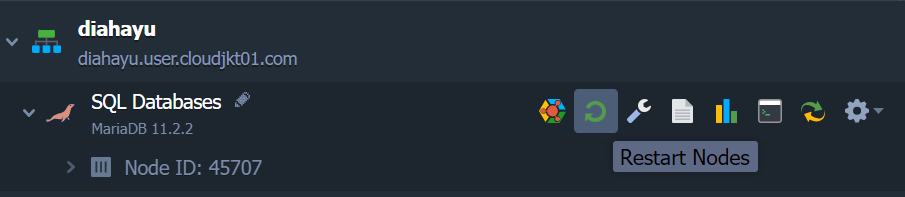 diahayu
diahayu.user.cloudjkt01.com
SQL Databases
MariaDB 11.2.2
Node ID: 45707
Restart Nodes